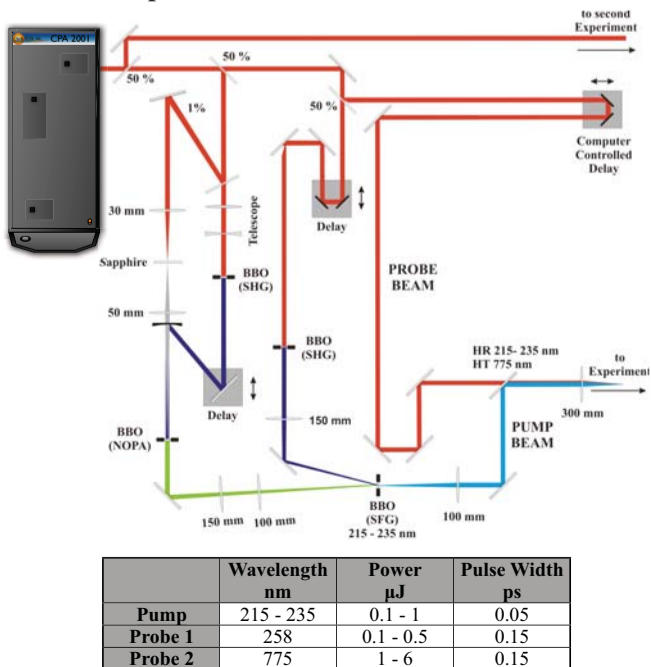 to second
Experiment
CPA 2001
50 %
50 %
50 %
1%
Computer
Controlled
Delay
30 mm
Telescope
Delay
Sapphire
BBO
(SHG)
PROBE
BEAM
50 mm
BBO
(SHG)
HR 215- 235 nm
HT 775 nm
to
Experiment
Delay
300 mm
150 mm
BBO
(NOPA)
PUMP
BEAM
150 mm
100 mm
BBO
(SFG)
215 - 235 nm
100 mm
Wavelength Power Pulse Width
nm μJ ps
Pump 215 - 235 0.1 - 1 0.05
Probe 1 258 0.1 - 0.5 0.15
Probe 2 775 1 - 6 0.15